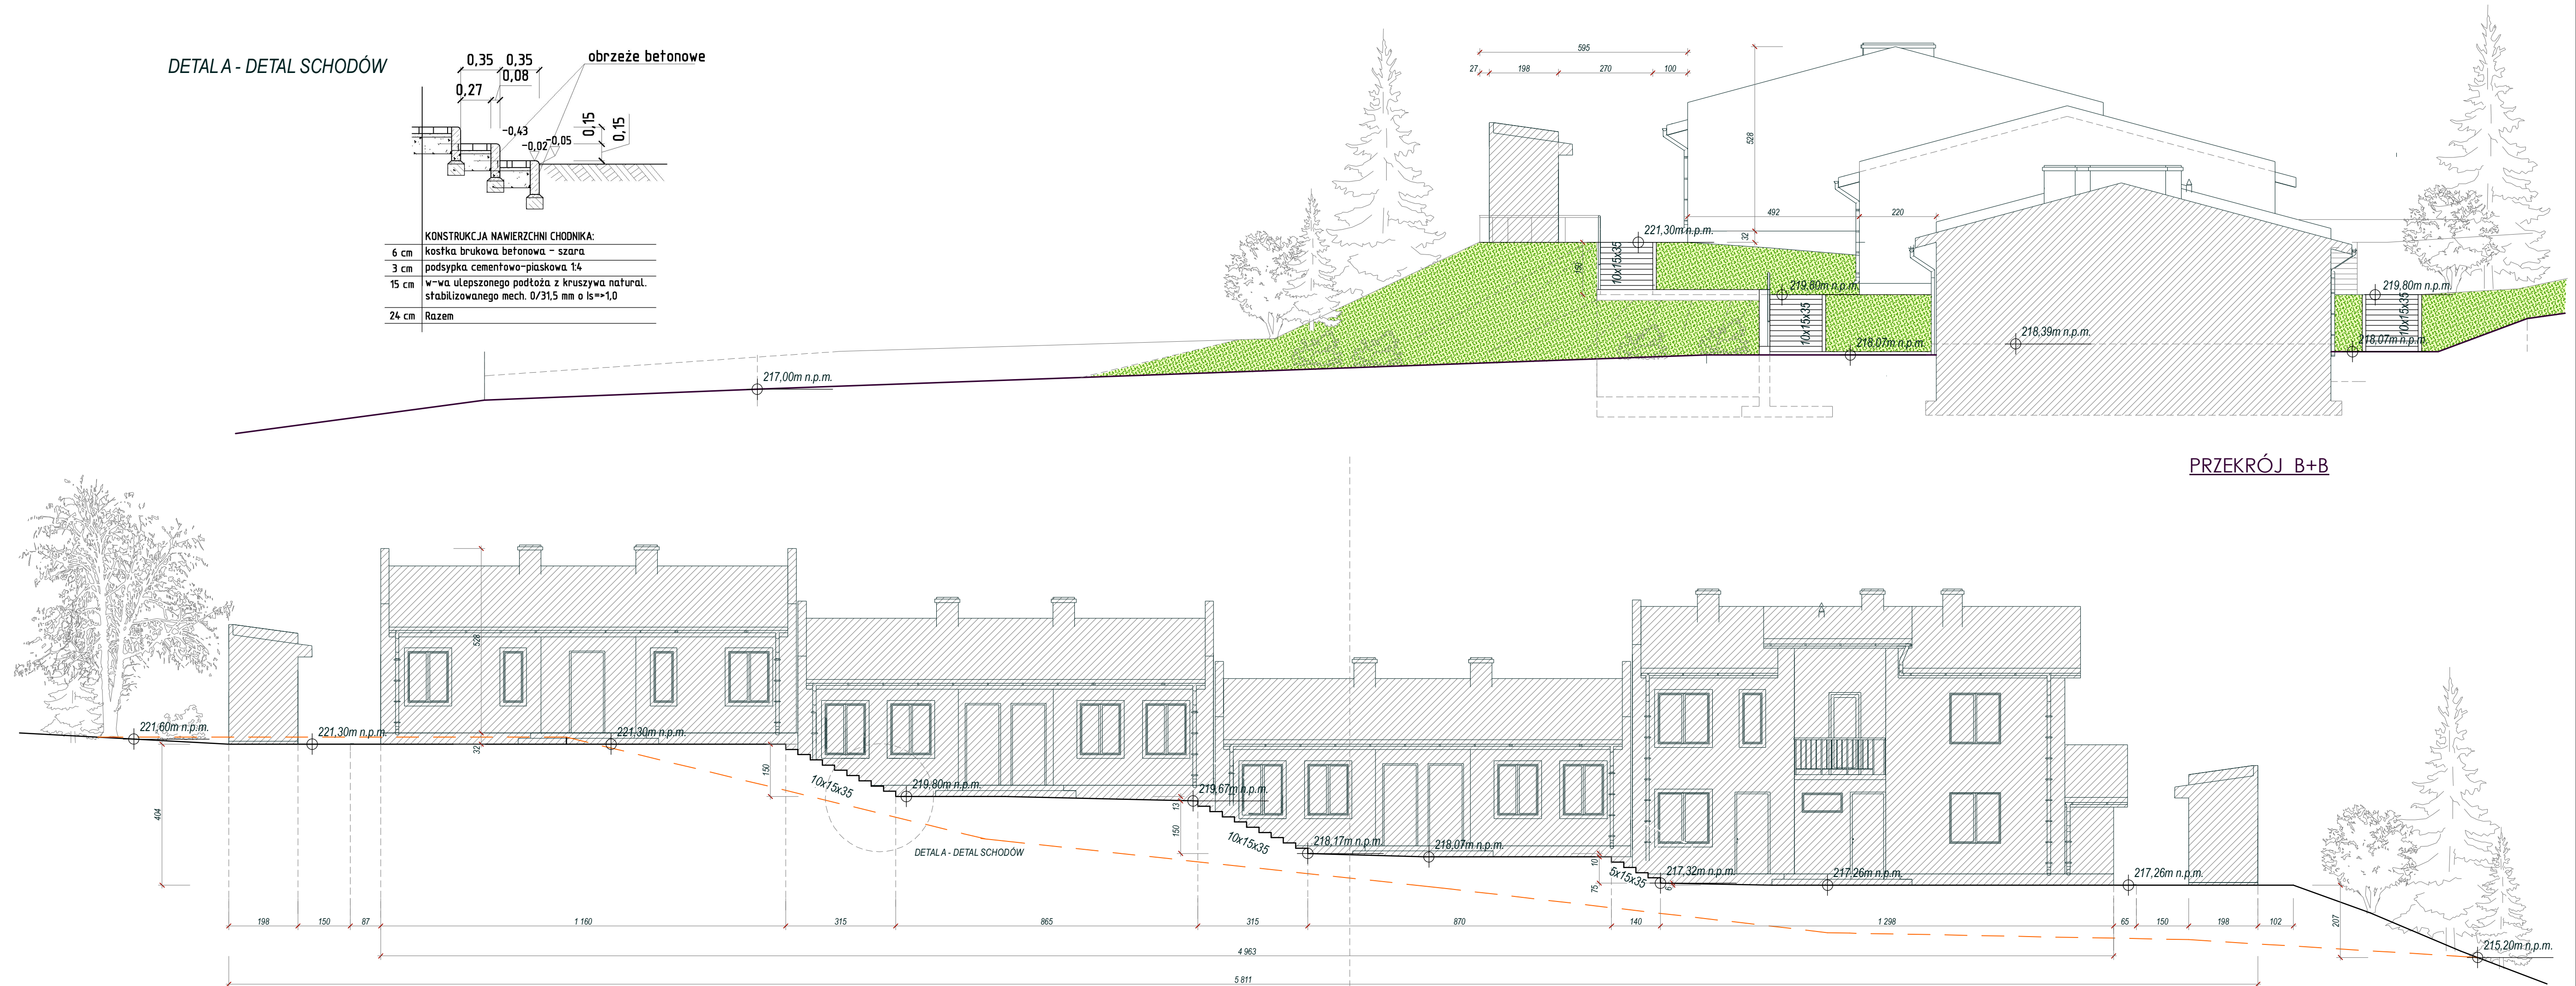 DETAL A - DETAL SCHODÓW
0,35 0,35
0,08
0,27
obrzeże betonowe
-0,43
-0,02
-0,05
0,15
0,15
KONSTRUKCJA NAWIERZCHNI CHODNIKA:
6 cm kostka brukowa betonowa - szara
3 cm podsypka cementowo-piaskowa 1:4
15 cm w-wa ulepszonego podłoża z kruszywa natural.
stabilizowanego mech. 0/31,5 mm o Is=>1,0
24 cm Razem
595
27 198 270 100
528
492 220
32
150
221,30m n.p.m.
10x15x35
219,80m n.p.m.
10x15x35
218,07m n.p.m.
218,39m n.p.m.
219,80m n.p.m.
10x15x35
218,07m n.p.m.
217,00m n.p.m.
PRZEKRÓJ B+B
528
32
221,60m n.p.m.
221,30m n.p.m.
221,30m n.p.m.
404
150
10x15x35
219,80m n.p.m.
219,67m n.p.m.
13
150
10x15x35
DETAL A - DETAL SCHODÓW
218,17m n.p.m.
218,07m n.p.m.
10
75
5x15x35
217,32m n.p.m.
6
217,26m n.p.m.
217,26m n.p.m.
207
215,20m n.p.m.
198 150 87 1 160 315 865 315 870 140 1 298 65 150 198 102
4 963
5 811